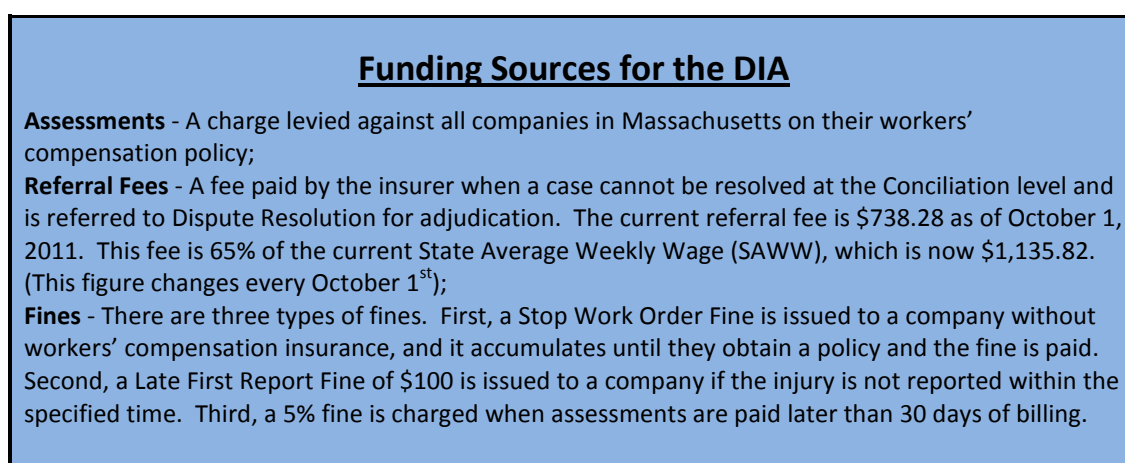 Funding Sources for the DIA
Assessments - A charge levied against all companies in Massachusetts on their workers’
compensation policy;
Referral Fees - A fee paid by the insurer when a case cannot be resolved at the Conciliation level and
is referred to Dispute Resolution for adjudication.  The current referral fee is $738.28 as of October 1,
2011.  This fee is 65% of the current State Average Weekly Wage (SAWW), which is now $1,135.82.
(This figure changes every October 1st);
Fines - There are three types of fines.  First, a Stop Work Order Fine is issued to a company without
workers’ compensation insurance, and it accumulates until they obtain a policy and the fine is paid.
Second, a Late First Report Fine of $100 is issued to a company if the injury is not reported within the
specified time.  Third, a 5% fine is charged when assessments are paid later than 30 days of billing.